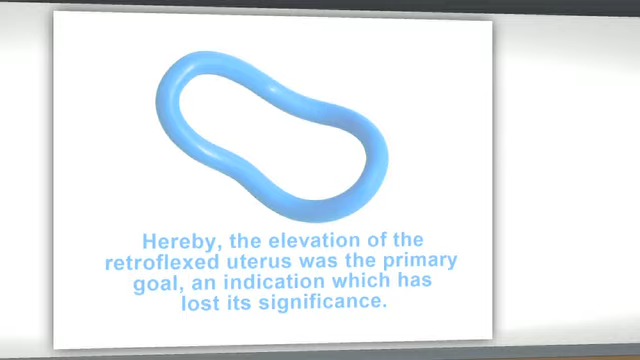 Hereby, the elevation of the
retroflexed uterus was the primary
goal, an indication which has
lost its significance.